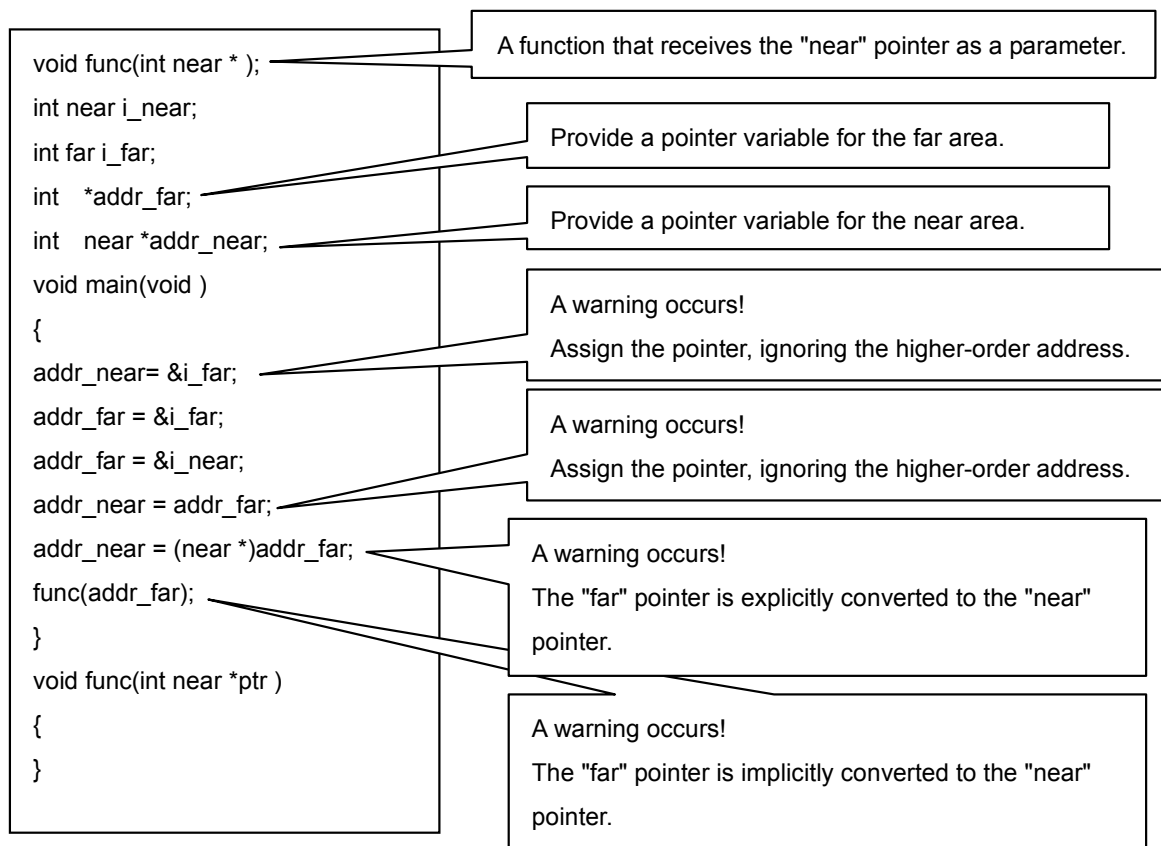 void func(int near * );
int near i_near;
int far i_far;
int *addr_far;
int near *addr_near;
void main(void )
{
addr_near= &i_far;
addr_far = &i_far;
addr_far = &i_near;
addr_near = addr_far;
addr_near = (near *)addr_far;
func(addr_far);
}
void func(int near *ptr )
{
}
A function that receives the "near" pointer as a parameter.
Provide a pointer variable for the far area.
Provide a pointer variable for the near area.
A warning occurs!
Assign the pointer, ignoring the higher-order address.
A warning occurs!
Assign the pointer, ignoring the higher-order address.
A warning occurs!
The "far" pointer is explicitly converted to the "near"
pointer.
A warning occurs!
The "far" pointer is implicitly converted to the "near"
pointer.